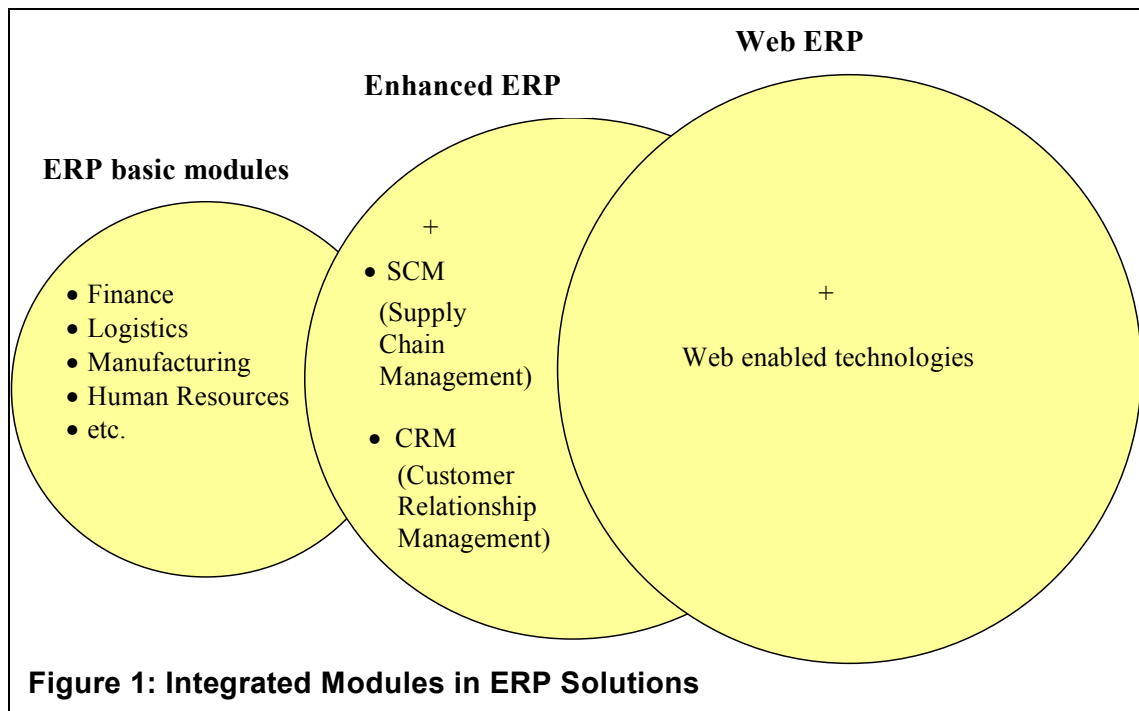 Web ERP
Enhanced ERP
ERP basic modules
• Finance
• Logistics
• Manufacturing
• Human Resources
• etc.
+
• SCM
(Supply
Chain
Management)
• CRM
(Customer
Relationship
Management)
+
Web enabled technologies
Figure 1: Integrated Modules in ERP Solutions